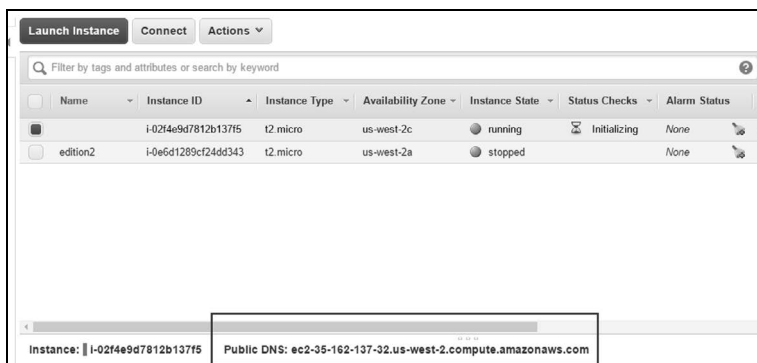 Launch Instance Connect Actions
Filter by tags and attributes or search by keyword
Name Instance ID Instance Type Availability Zone Instance State Status Checks Alarm Status
i-02f4e9d7812b137f5 t2.micro us-west-2c running Initializing None
edition2 i-0e6d1289cf24dd343 t2.micro us-west-2a stopped None
Instance: i-02f4e9d7812b137f5 Public DNS: ec2-35-162-137-32.us-west-2.compute.amazonaws.com